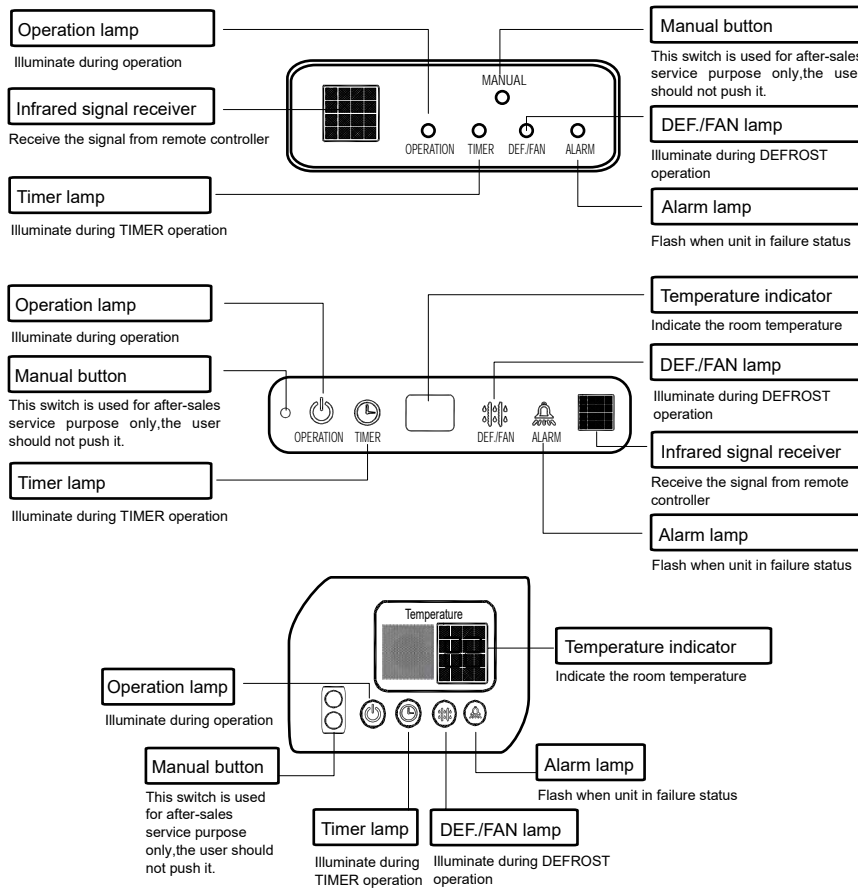 Operation lamp
Illuminate during operation
Infrared signal receiver
Receive the signal from remote controller
Timer lamp
Illuminate during TIMER operation
MANUAL
OPERATION TIMER DEF./FAN ALARM
Manual button
This switch is used for after-sales
service purpose only,the user
should not push it.
DEF./FAN lamp
Illuminate during DEFROST
operation
Alarm lamp
Flash when unit in failure status
Operation lamp
Illuminate during operation
Manual button
This switch is used for after-sales
service purpose only,the user
should not push it.
Timer lamp
Illuminate during TIMER operation
OPERATION TIMER DEF./FAN ALARM
Temperature indicator
Indicate the room temperature
DEF./FAN lamp
Illuminate during DEFROST
operation
Infrared signal receiver
Receive the signal from remote
controller
Alarm lamp
Flash when unit in failure status
Temperature
Temperature indicator
Indicate the room temperature
Operation lamp
Illuminate during operation
Manual button
This switch is used
for after-sales
service purpose
only,the user should
not push it.
Timer lamp
Illuminate during
TIMER operation
DEF./FAN lamp
Illuminate during DEFROST
operation
Alarm lamp
Flash when unit in failure status